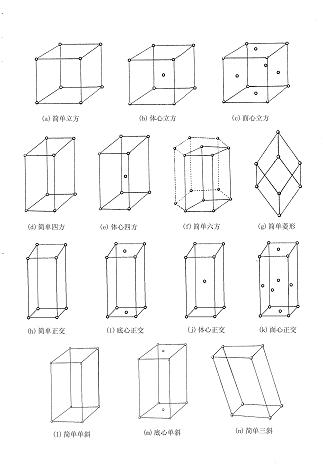 (a) 简单立方
(b) 体心立方
(c) 面心立方
(d) 简单四方
(e) 体心四方
(f) 简单六方
(g) 简单菱形
(h) 简单正交
(i) 底心正交
(j) 体心正交
(k) 面心正交
(l) 简单单斜
(m) 底心单斜
(n) 简单三斜